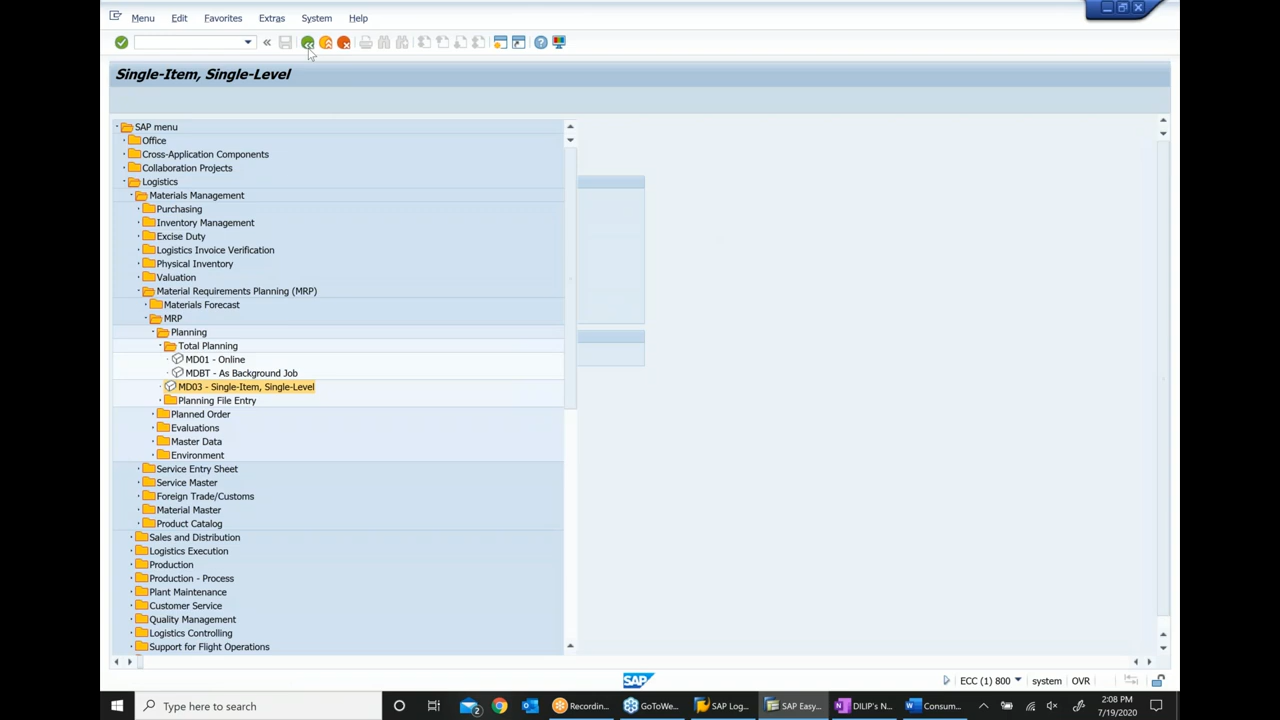 Menu Edit Favorites Extras System Help
Single-Item, Single-Level
SAP menu
Office
Cross-Application Components
Collaboration Projects
Logistics
Materials Management
Purchasing
Inventory Management
Excise Duty
Logistics Invoice Verification
Physical Inventory
Valuation
Material Requirements Planning (MRP)
Materials Forecast
MRP
Planning
Total Planning
MD01 - Online
MDBT - As Background Job
MD03 - Single-Item, Single-Level
Planning File Entry
Planned Order
Evaluations
Master Data
Environment
Service Entry Sheet
Service Master
Foreign Trade/Customs
Material Master
Product Catalog
Sales and Distribution
Logistics Execution
Production
Production - Process
Plant Maintenance
Customer Service
Quality Management
Logistics Controlling
Support for Flight Operations
SAP ECC (1) 800 system OVR
Type here to search 2 Recordin... GoToWe... SAP Log... SAP Easy... DILIP's N... Consum... 2:08 PM
7/19/2020